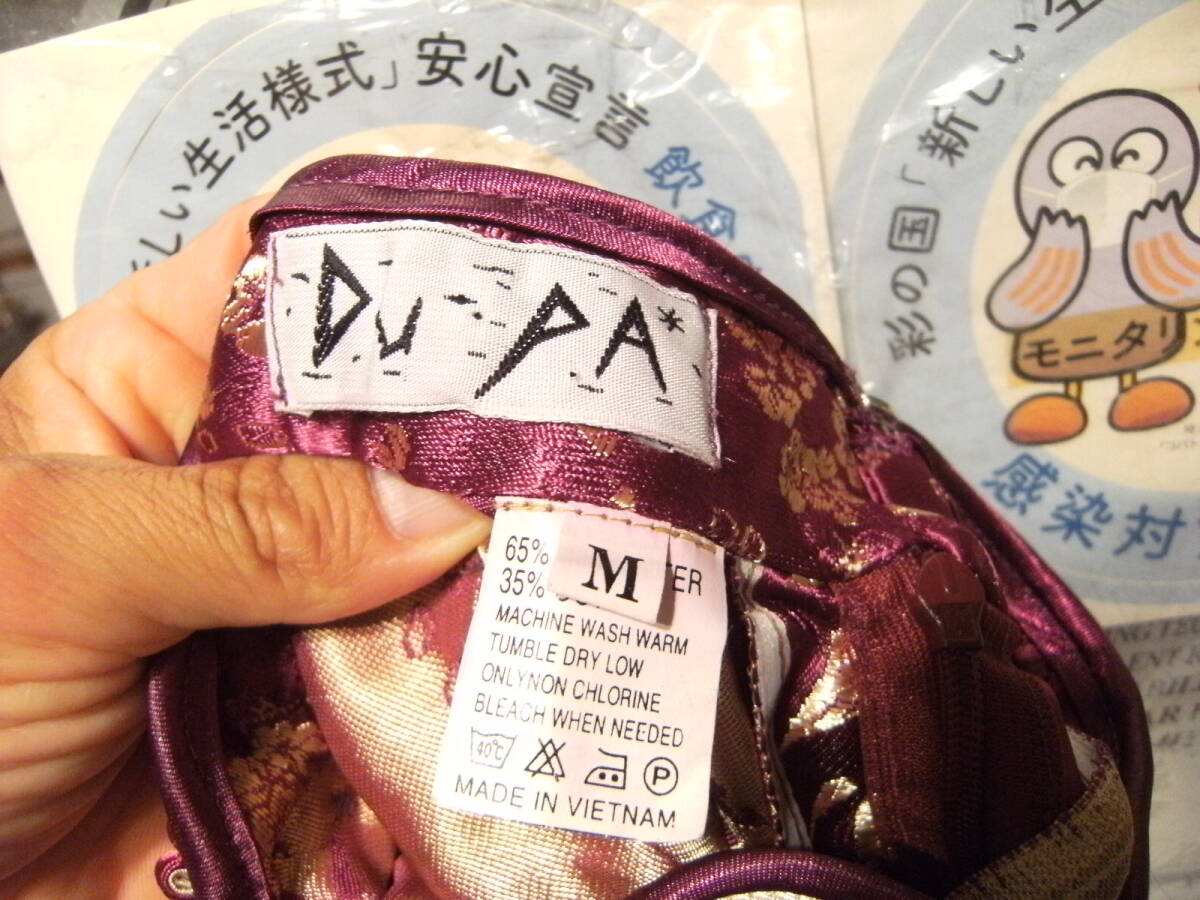 しい生活様式」安心宣言 飲食
彩の国「新しい生
モニタリ
感染対
Du PA*
65%
35%
M
ER
MACHINE WASH WARM
TUMBLE DRY LOW
ONLYNON CHLORINE
BLEACH WHEN NEEDED
40℃
P
MADE IN VIETNAM